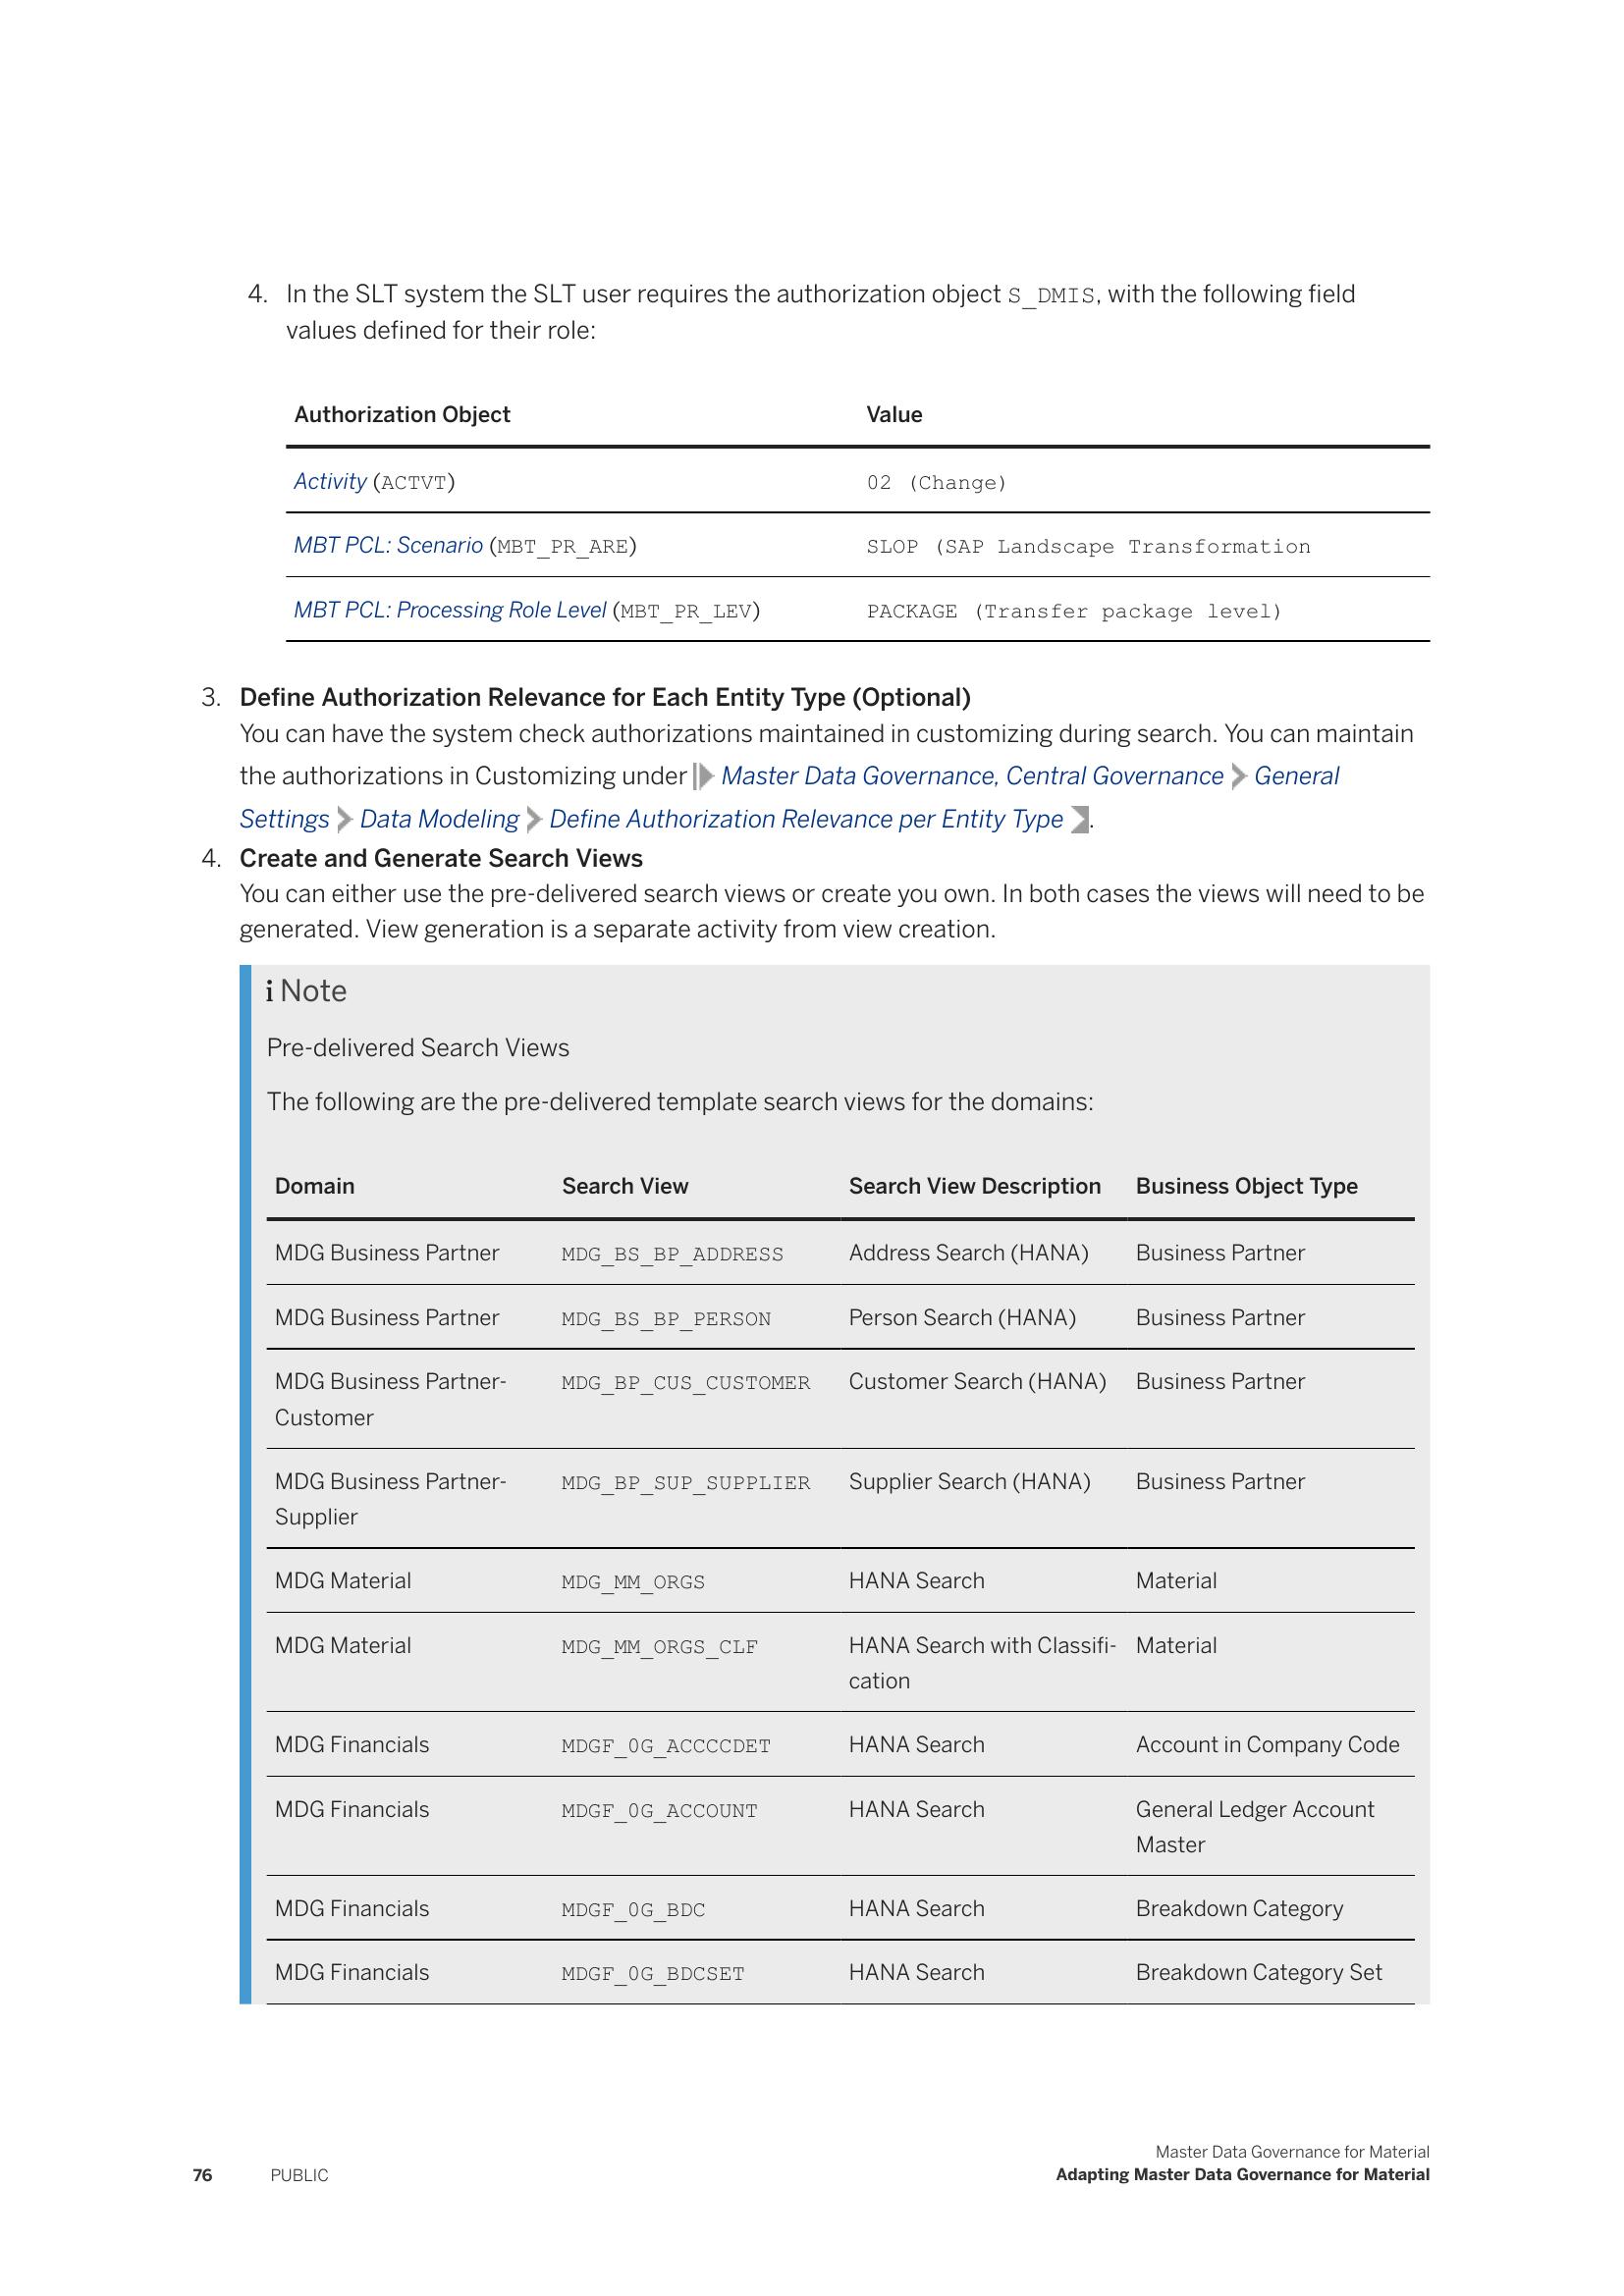 4. In the SLT system the SLT user requires the authorization object S_DMIS, with the following field
values defined for their role:
Authorization Object Value
Activity (ACTVT) 02 (Change)
MBT PCL: Scenario (MBT_PR_ARE) SLOP (SAP Landscape Transformation
MBT PCL: Processing Role Level (MBT_PR_LEV) PACKAGE (Transfer package level)
3. Define Authorization Relevance for Each Entity Type (Optional)
You can have the system check authorizations maintained in customizing during search. You can maintain
the authorizations in Customizing under Master Data Governance, Central Governance General
Settings Data Modeling Define Authorization Relevance per Entity Type .
4. Create and Generate Search Views
You can either use the pre-delivered search views or create you own. In both cases the views will need to be
generated. View generation is a separate activity from view creation.
i Note
Pre-delivered Search Views
The following are the pre-delivered template search views for the domains:
Domain Search View Search View Description Business Object Type
MDG Business Partner MDG_BS_BP_ADDRESS Address Search (HANA) Business Partner
MDG Business Partner MDG_BS_BP_PERSON Person Search (HANA) Business Partner
MDG Business Partner- MDG_BP_CUS_CUSTOMER Customer Search (HANA) Business Partner
Customer
MDG Business Partner- MDG_BP_SUP_SUPPLIER Supplier Search (HANA) Business Partner
Supplier
MDG Material MDG_MM_ORGS HANA Search Material
MDG Material MDG_MM_ORGS_CLF HANA Search with Classifi- Material
cation
MDG Financials MDGF_0G_ACCCCDET HANA Search Account in Company Code
MDG Financials MDGF_0G_ACCOUNT HANA Search General Ledger Account
Master
MDG Financials MDGF_0G_BDC HANA Search Breakdown Category
MDG Financials MDGF_0G_BDCSET HANA Search Breakdown Category Set
Master Data Governance for Material
76 PUBLIC Adapting Master Data Governance for Material